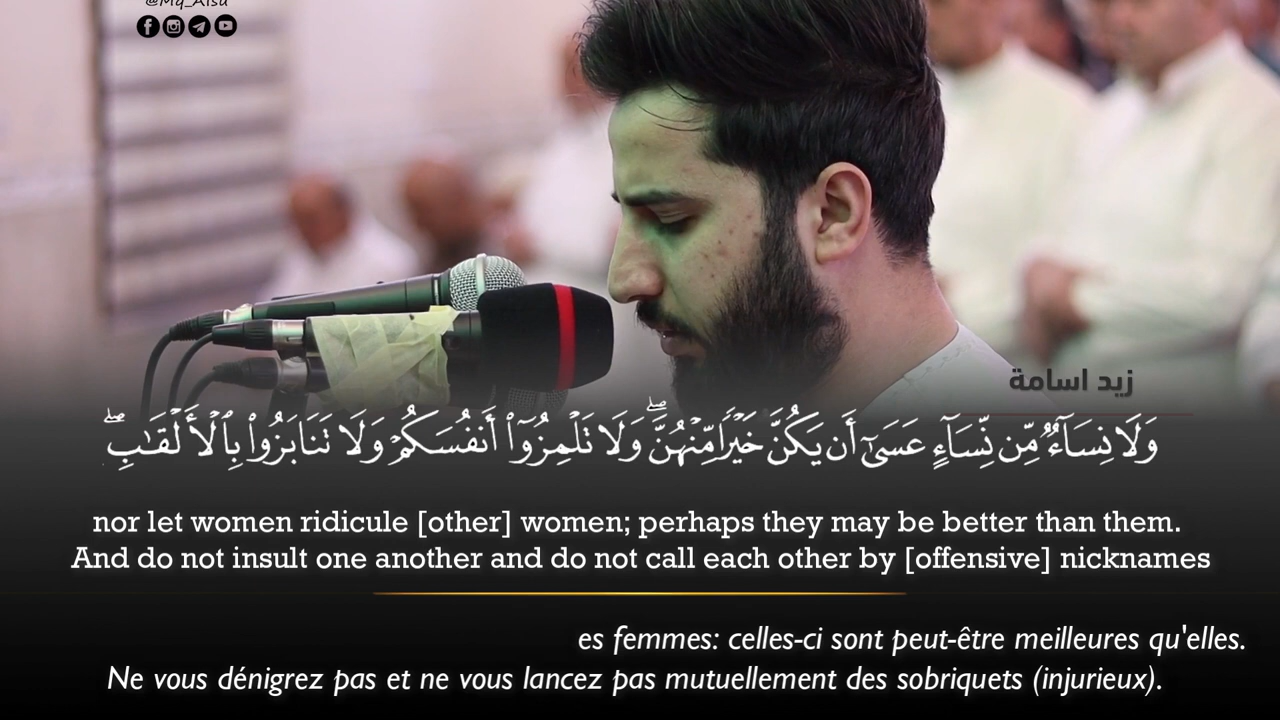 زيد اسامة
وَلَا نِسَآءٌ مِّن نِّسَآءٍ عَسَىٰٓ أَن يَكُنَّ خَيْرًا مِّنْهُنَّ ۖ وَلَا تَلْمِزُوٓا۟ أَنفُسَكُمْ وَلَا تَنَابَزُوا۟ بِٱلْأَلْقَـٰبِ ۖ
nor let women ridicule [other] women; perhaps they may be better than them.
And do not insult one another and do not call each other by [offensive] nicknames
es femmes: celles-ci sont peut-être meilleures qu'elles.
Ne vous dénigrez pas et ne vous lancez pas mutuellement des sobriquets (injurieux).